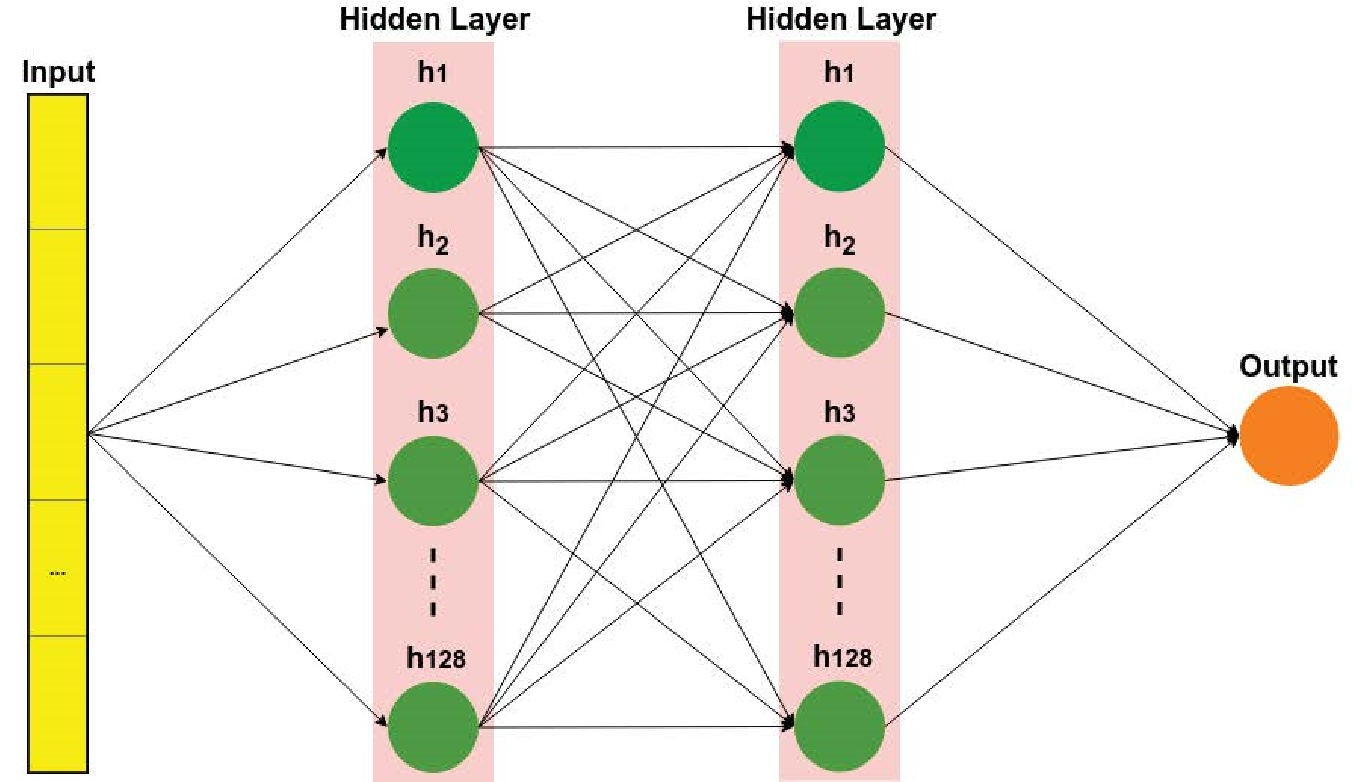 Hidden Layer
Hidden Layer
Input
h1
h1
h2
h2
Output
h3
h3
...
h128
h128